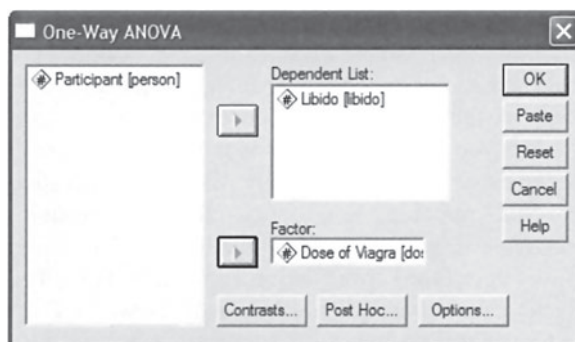 One-Way ANOVA
Participant [person]
Dependent List:
Libido [libido]
Factor:
Dose of Viagra [do
OK
Paste
Reset
Cancel
Help
Contrasts...
Post Hoc...
Options...